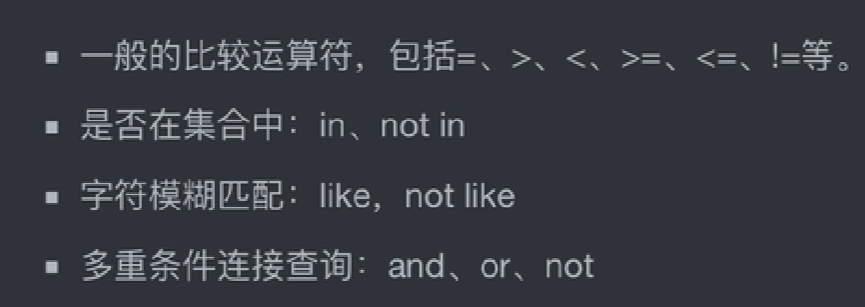 ▪ 一般的比较运算符，包括=、>、<、>=、<=、!=等。
▪ 是否在集合中：in、not in
▪ 字符模糊匹配：like，not like
▪ 多重条件连接查询：and、or、not